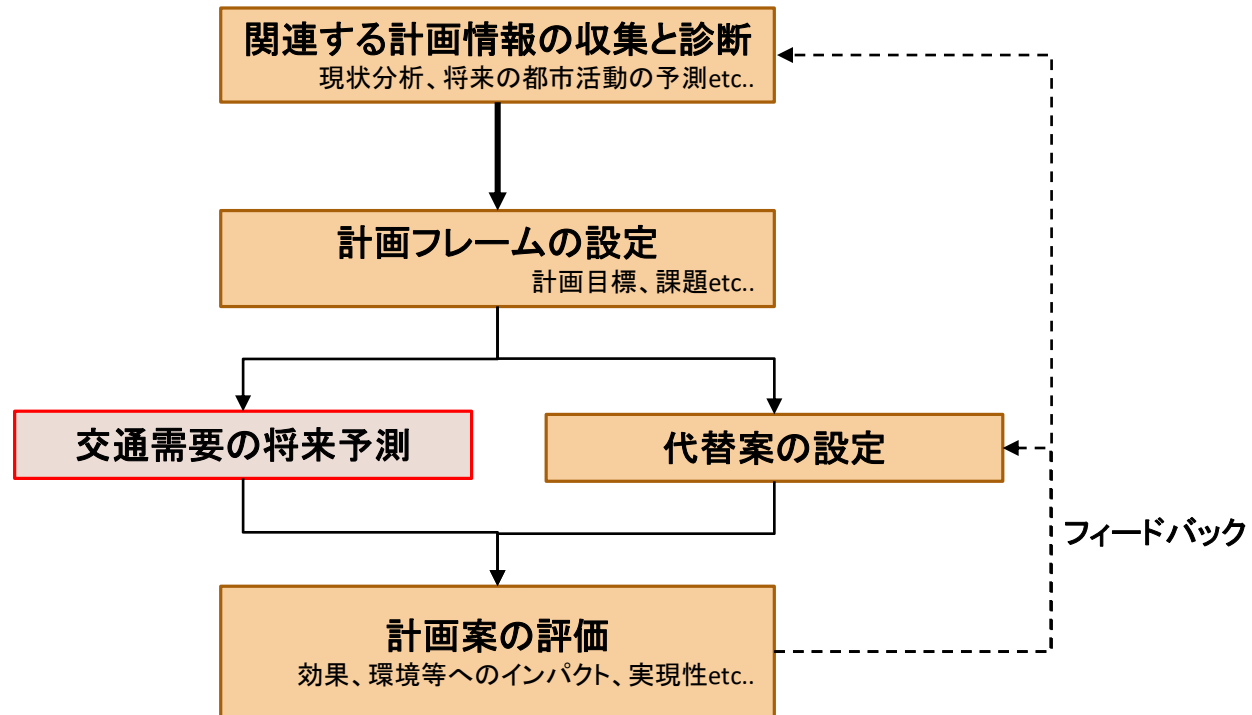 関連する計画情報の収集と診断
現状分析、将来の都市活動の予測etc..
計画フレームの設定
計画目標、課題etc..
交通需要の将来予測
代替案の設定
フィードバック
計画案の評価
効果、環境等へのインパクト、実現性etc..